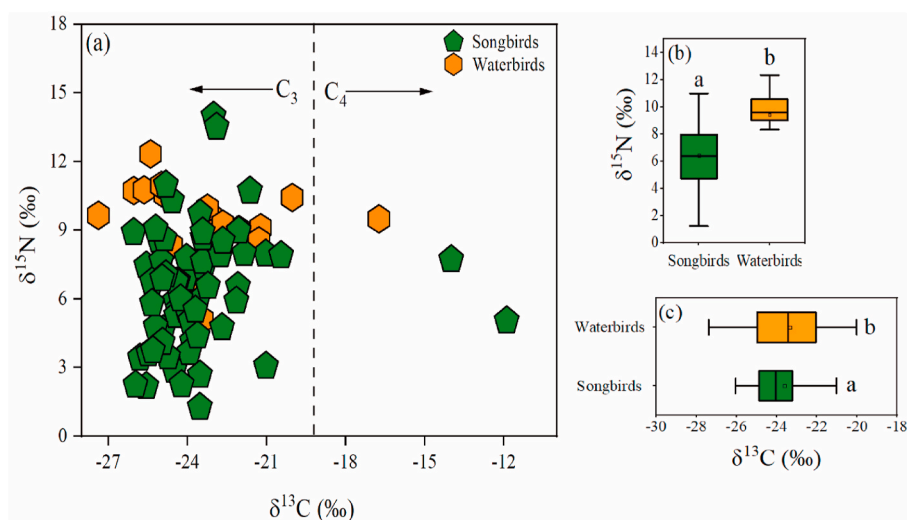 (a)
Songbirds
Waterbirds
C₃ C₄
18
15
12
9
6
3
0
δ¹⁵N (‰)
-27 -24 -21 -18 -15 -12
δ¹³C (‰)
(b)
a b
14
12
10
8
6
4
2
0
δ¹⁵N (‰)
Songbirds Waterbirds
(c)
Waterbirds b
Songbirds a
-30 -28 -26 -24 -22 -20 -18
δ¹³C (‰)